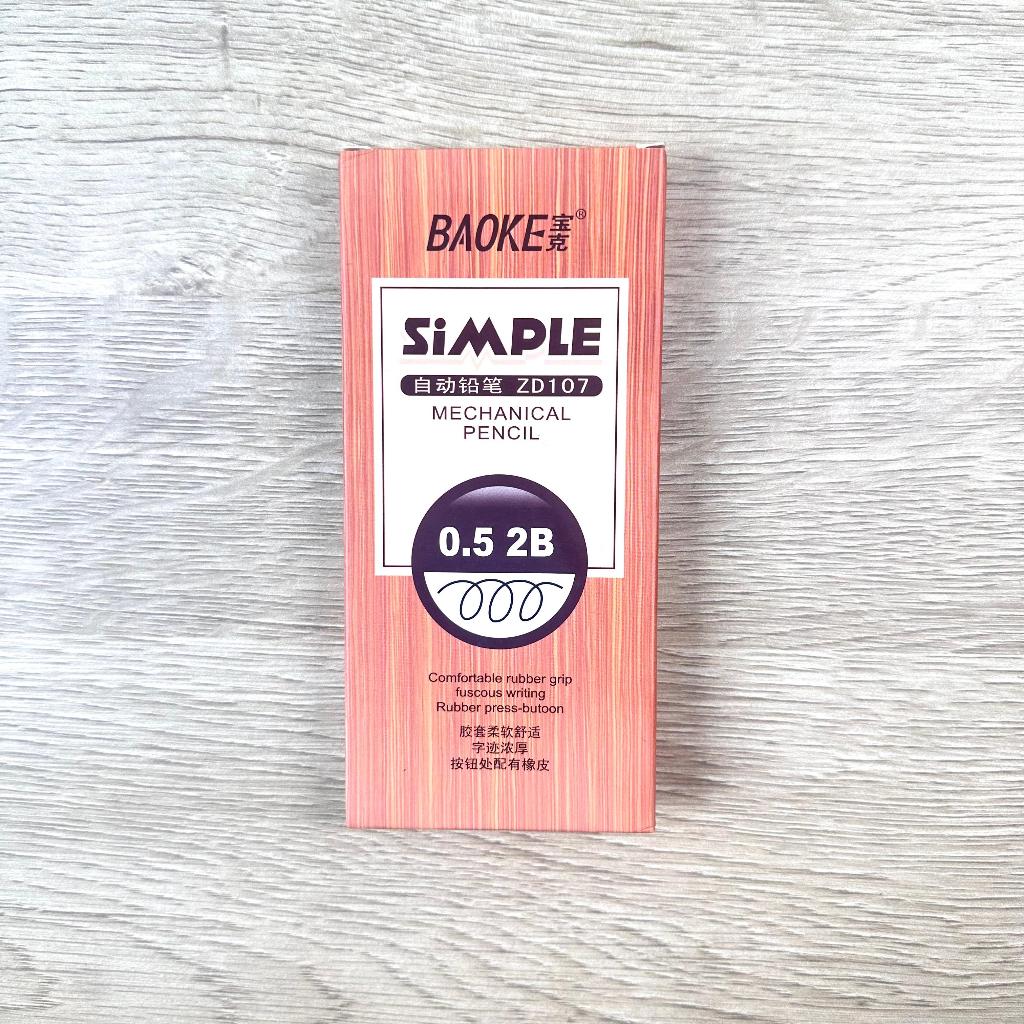 BAOKE宝克®
SiMPLE
自动铅笔 ZD107
MECHANICAL
PENCIL
0.5 2B
Comfortable rubber grip
fuscous writing
Rubber press-butoon
胶套柔软舒适
字迹浓厚
按钮处配有橡皮